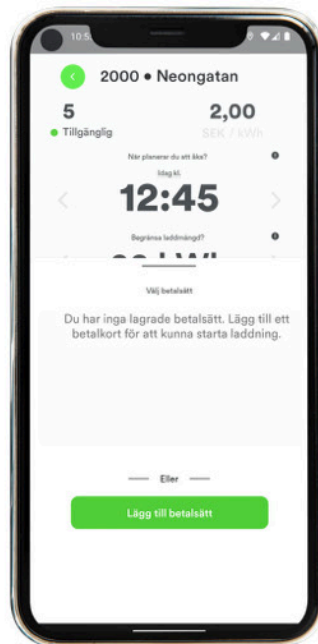 2000 • Neongatan
5
2,00
Tillgänglig
SEK / kWh
När planerar du att åka?
Idag kl.
12:45
Begränsa laddmängd?
kWh
Välj betalsätt
Du har inga lagrade betalsätt. Lägg till ett
betalkort för att kunna starta laddning.
Eller
Lägg till betalsätt